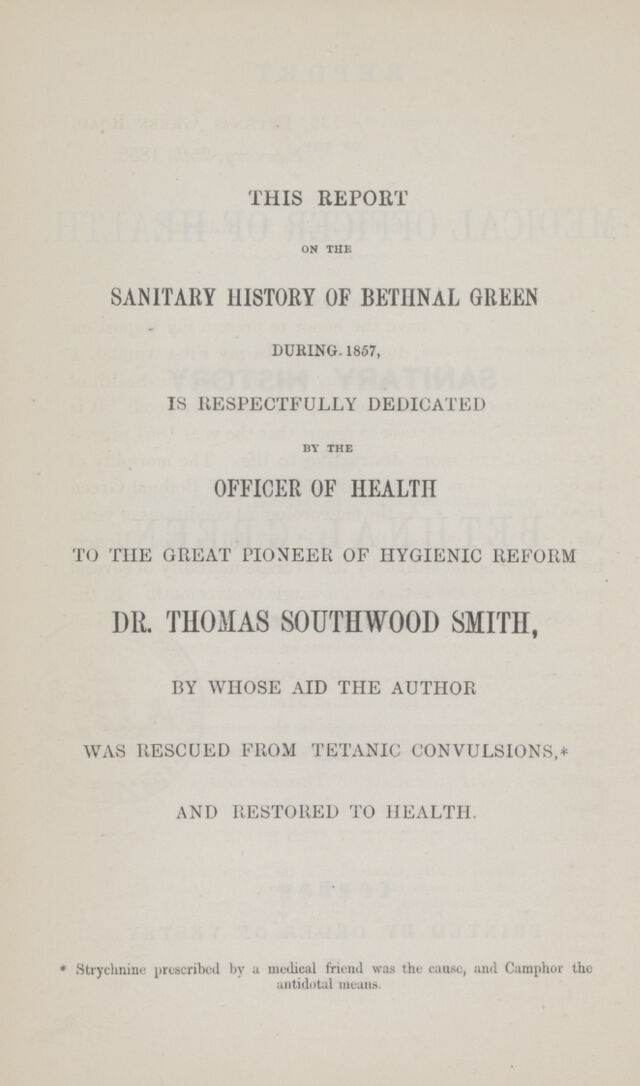 THIS REPORT
ON THE
SANITARY HISTORY OF BETHNAL GREEN
DURING 1857,
IS RESPECTFULLY DEDICATED
BY THE
OFFICER OF HEALTH
TO THE GREAT PIONEER OF HYGIENIC REFORM
DR. THOMAS SOUTHWOOD SMITH,
BY WHOSE AID THE AUTHOR
WAS RESCUED FROM TETANIC CONVULSIONS,*
AND RESTORED TO HEALTH.
* Strychnine prescribed by a medical friend was the cause, and Camphor the
antidotal means.